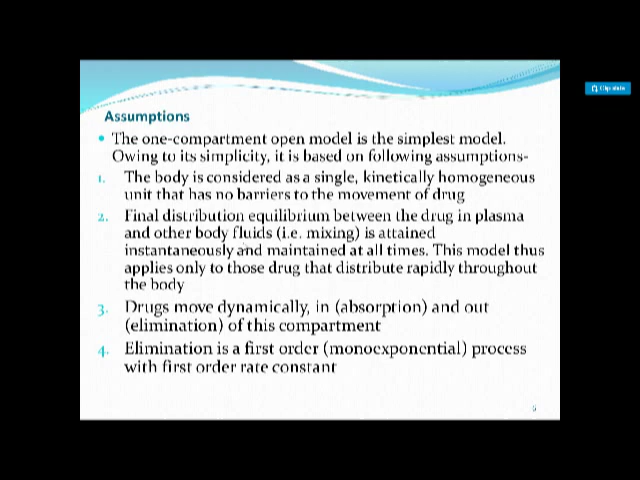 Assumptions
• The one-compartment open model is the simplest model.
Owing to its simplicity, it is based on following assumptions-
1. The body is considered as a single, kinetically homogeneous
unit that has no barriers to the movement of drug
2. Final distribution equilibrium between the drug in plasma
and other body fluids (i.e. mixing) is attained
instantaneously and maintained at all times. This model thus
applies only to those drug that distribute rapidly throughout
the body
3. Drugs move dynamically, in (absorption) and out
(elimination) of this compartment
4. Elimination is a first order (monoexponential) process
with first order rate constant